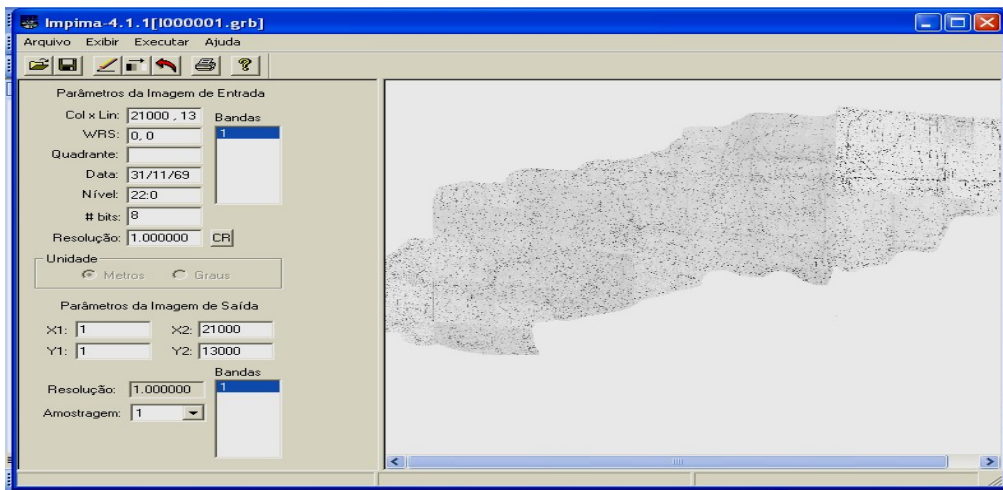 Impima-4.1.1[I000001.grb]
Arquivo Exibir Executar Ajuda
Parâmetros da Imagem de Entrada
Col x Lin: 21000 , 13 Bandas
WRS: 0, 0 1
Quadrante:
Data: 31/11/69
Nível: 22:0
# bits: 8
Resolução: 1.000000 CR
Unidade
Metros Graus
Parâmetros da Imagem de Saída
X1: 1 X2: 21000
Y1: 1 Y2: 13000
Bandas
Resolução: 1.000000 1
Amostragem: 1